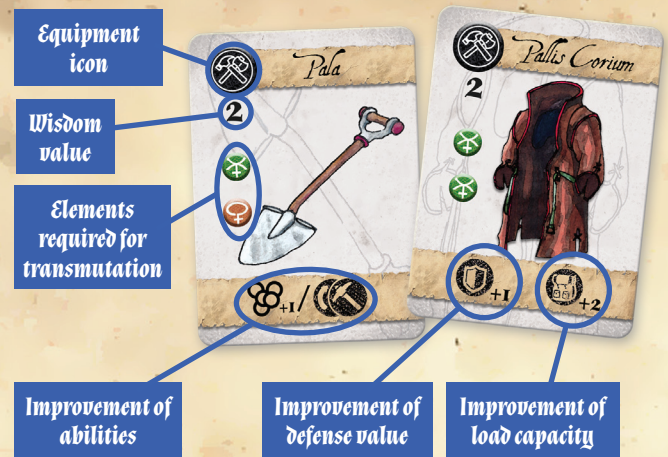 Equipment
icon
Wisdom
value
Elements
required for
transmutation
Pala
2
+1/
Pallis Corium
2
+1
+2
Improvement of
abilities
Improvement of
defense value
Improvement of
load capacity